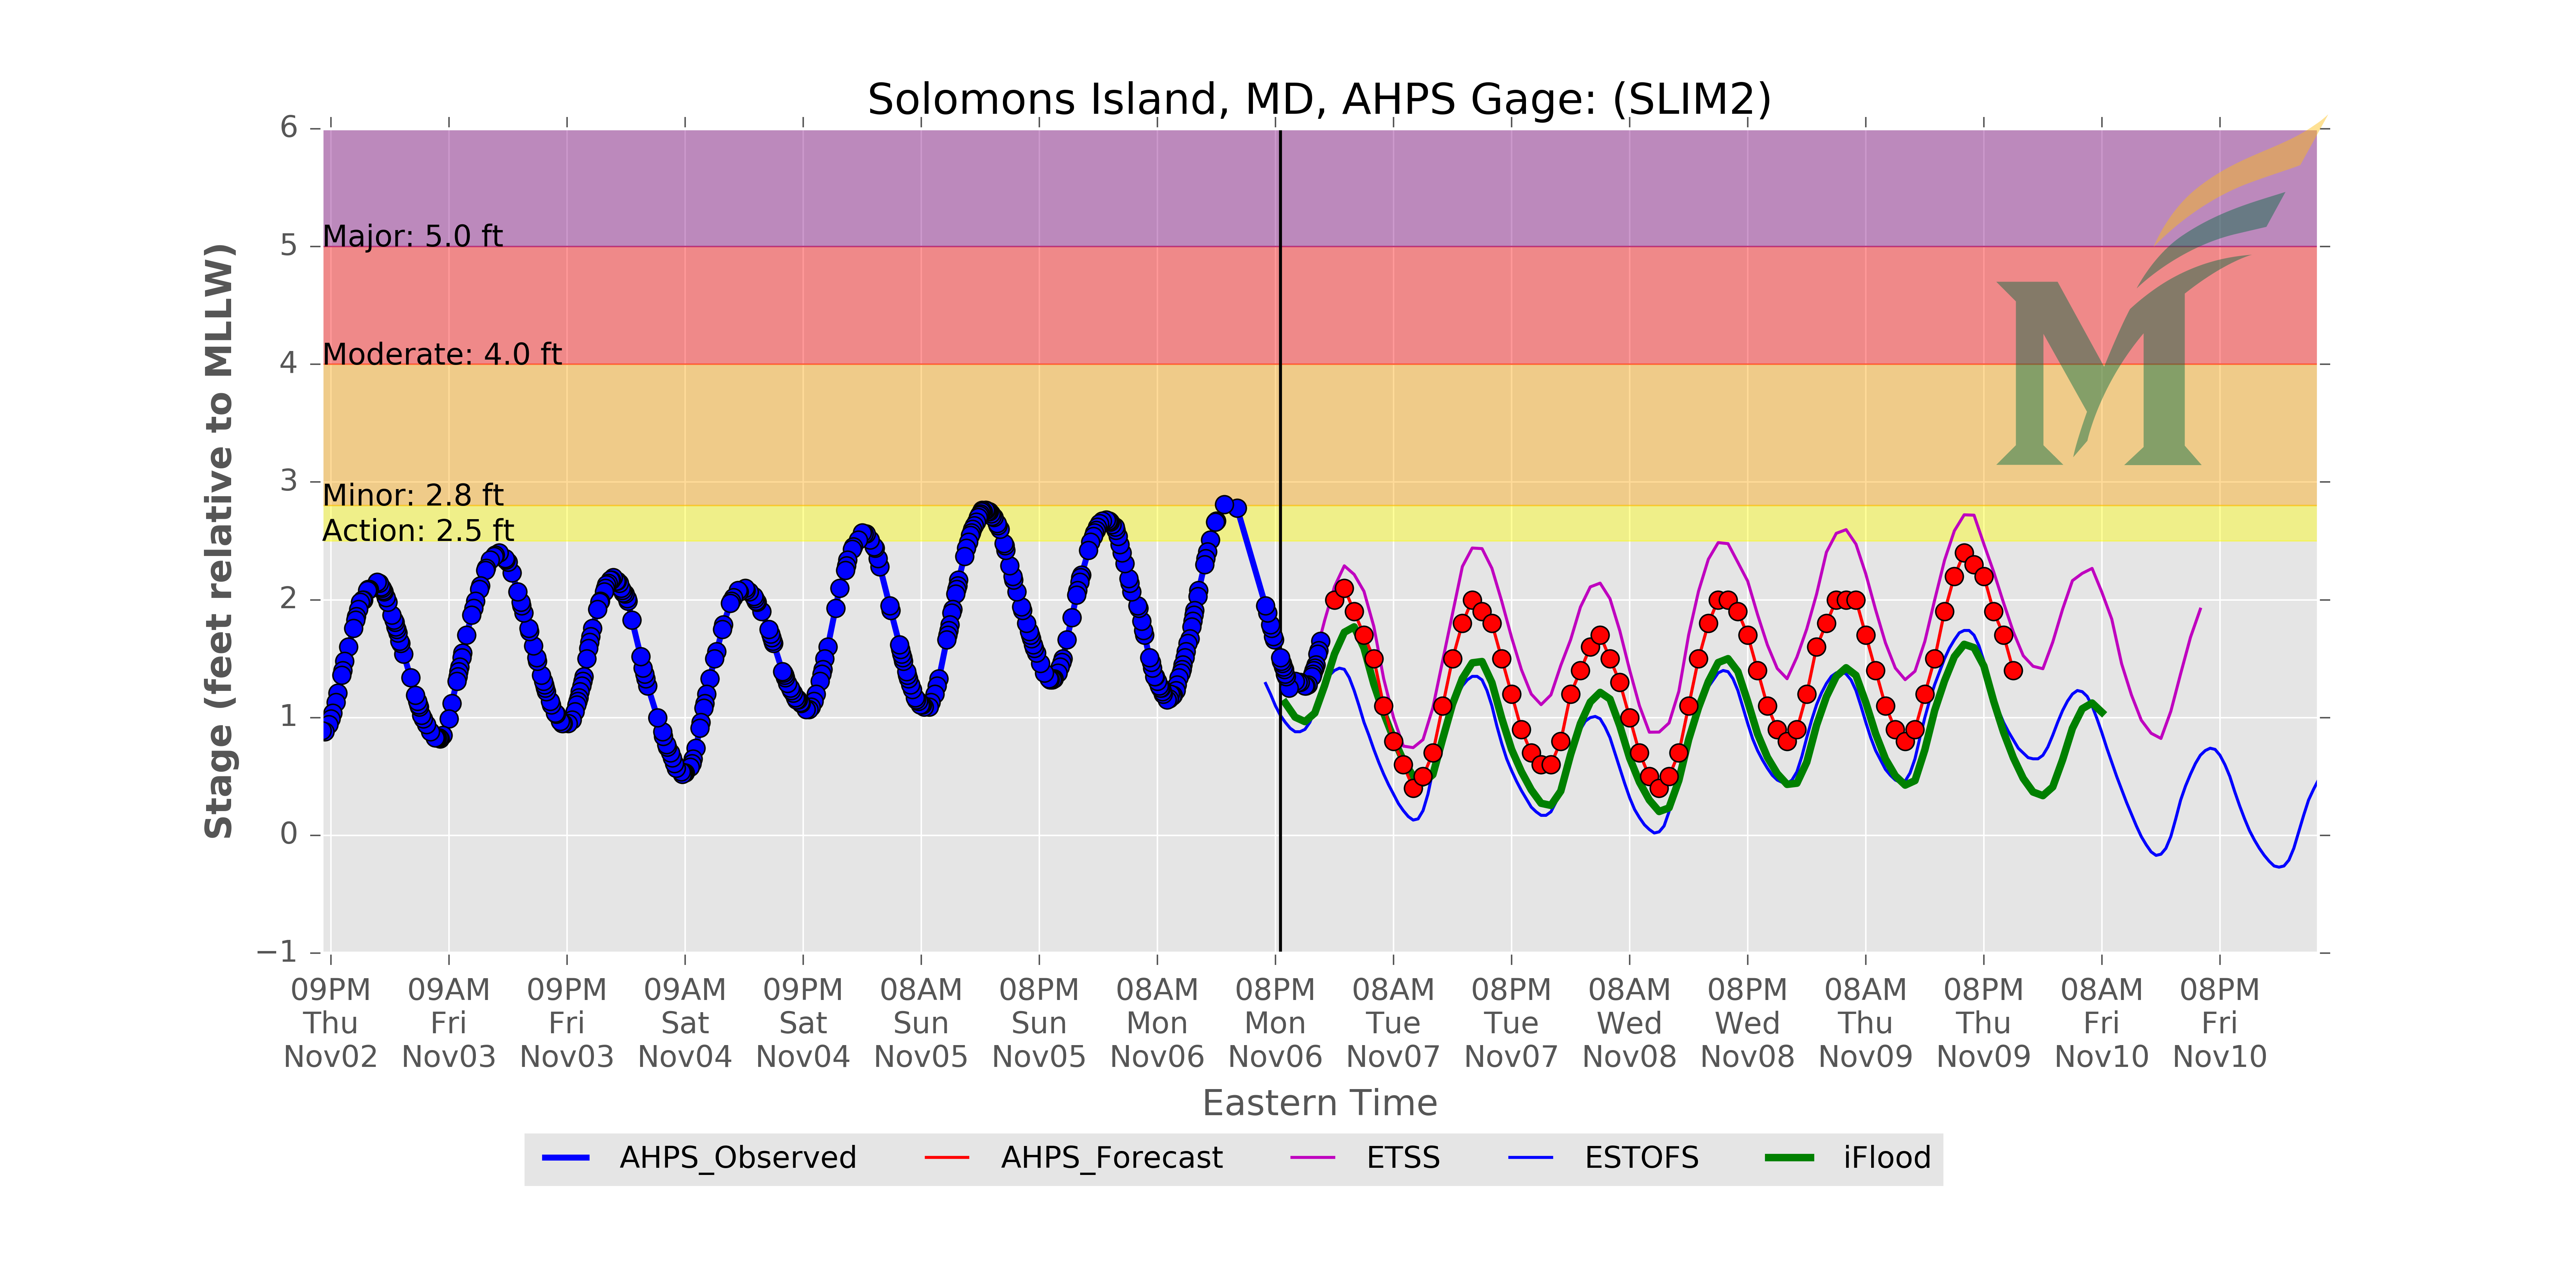 Solomons Island, MD, AHPS Gage: (SLIM2)
Stage (feet relative to MLLW)
6
5
4
3
2
1
0
−1
Major: 5.0 ft
Moderate: 4.0 ft
Minor: 2.8 ft
Action: 2.5 ft
M
09PM 09AM 09PM 09AM 09PM 08AM 08PM 08AM 08PM 08AM 08PM 08AM 08PM 08AM 08PM 08AM 08PM
Thu Fri Fri Sat Sat Sun Sun Mon Mon Tue Tue Wed Wed Thu Thu Fri Fri
Nov02 Nov03 Nov03 Nov04 Nov04 Nov05 Nov05 Nov06 Nov06 Nov07 Nov07 Nov08 Nov08 Nov09 Nov09 Nov10 Nov10
Eastern Time
AHPS_Observed AHPS_Forecast ETSS ESTOFS iFlood